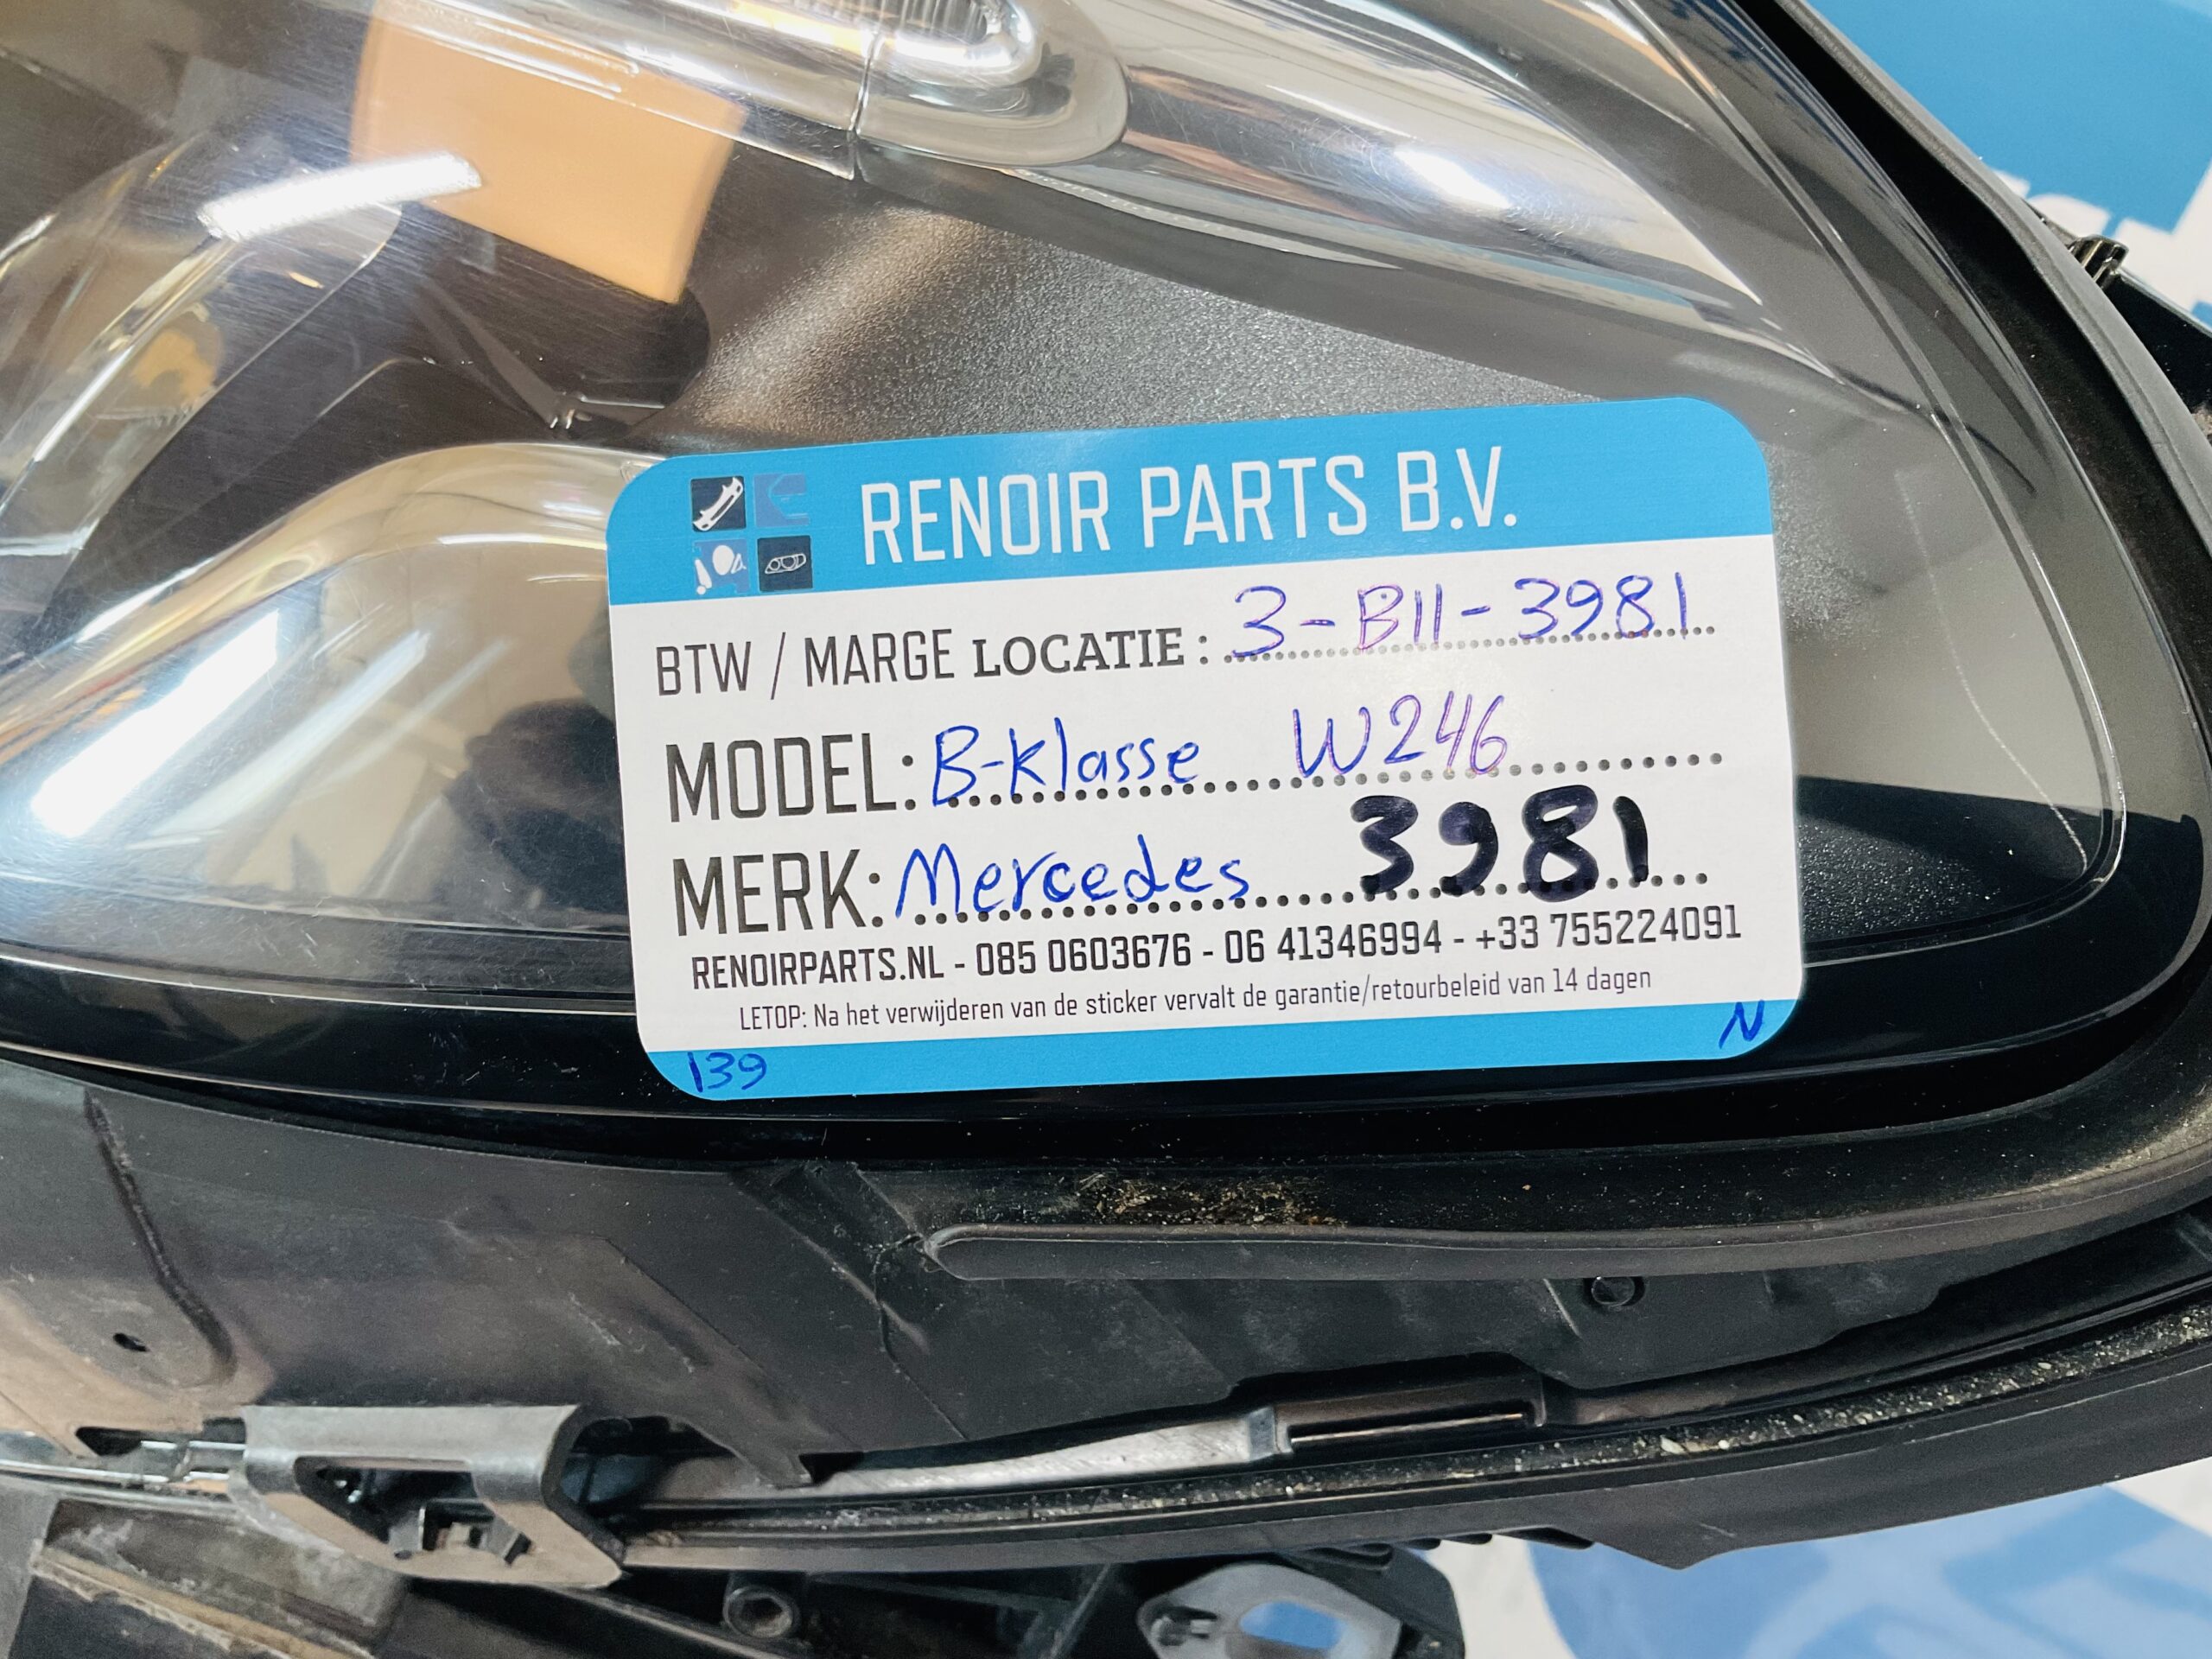 RENOIR PARTS B.V.
BTW / MARGE LOCATIE : 3-B11-3981
MODEL: B-klasse W246
MERK: Mercedes 3981
RENOIRPARTS.NL - 085 0603676 - 06 41346994 - +33 755224091
LETOP: Na het verwijderen van de sticker vervalt de garantie/retourbeleid van 14 dagen
139 N